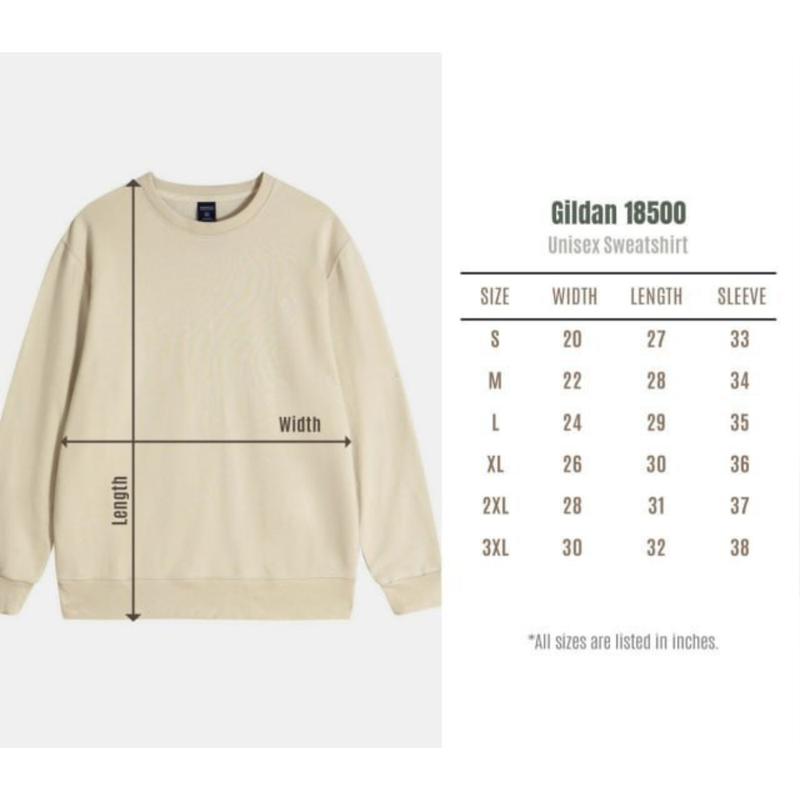 Width
Length
Gildan 18500
Unisex Sweatshirt
SIZE WIDTH LENGTH SLEEVE
S 20 27 33
M 22 28 34
L 24 29 35
XL 26 30 36
2XL 28 31 37
3XL 30 32 38
*All sizes are listed in inches.